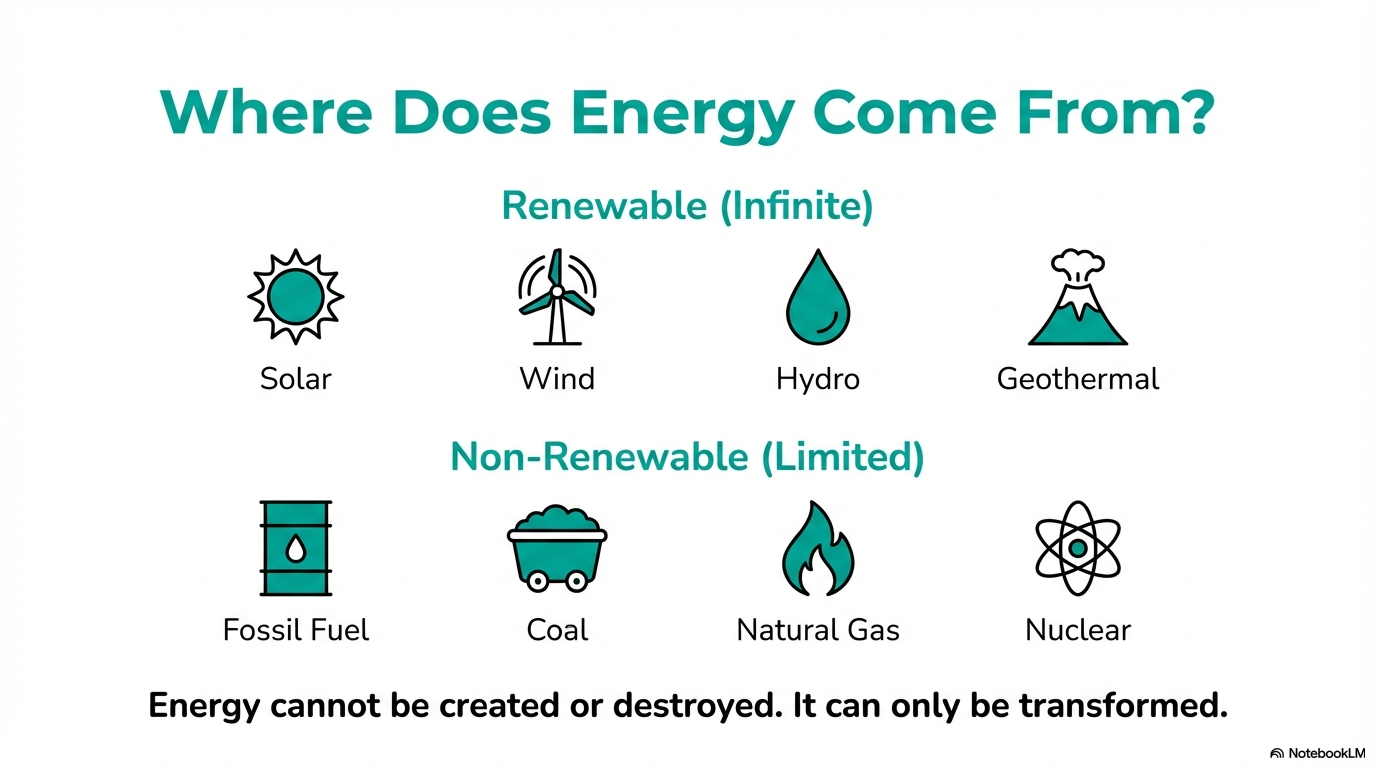 Where Does Energy Come From?
Renewable (Infinite)
Solar
Wind
Hydro
Geothermal
Non-Renewable (Limited)
Fossil Fuel
Coal
Natural Gas
Nuclear
Energy cannot be created or destroyed. It can only be transformed.
NotebookLM